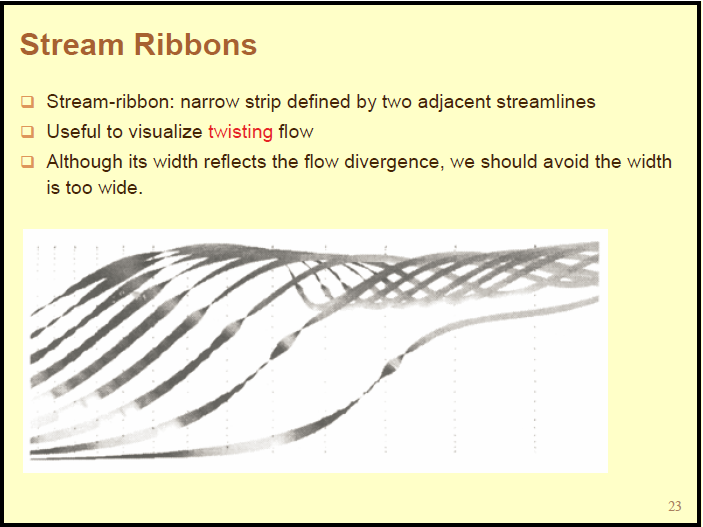 Stream Ribbons
Stream-ribbon: narrow strip defined by two adjacent streamlines
Useful to visualize twisting flow
Although its width reflects the flow divergence, we should avoid the width
is too wide.
23